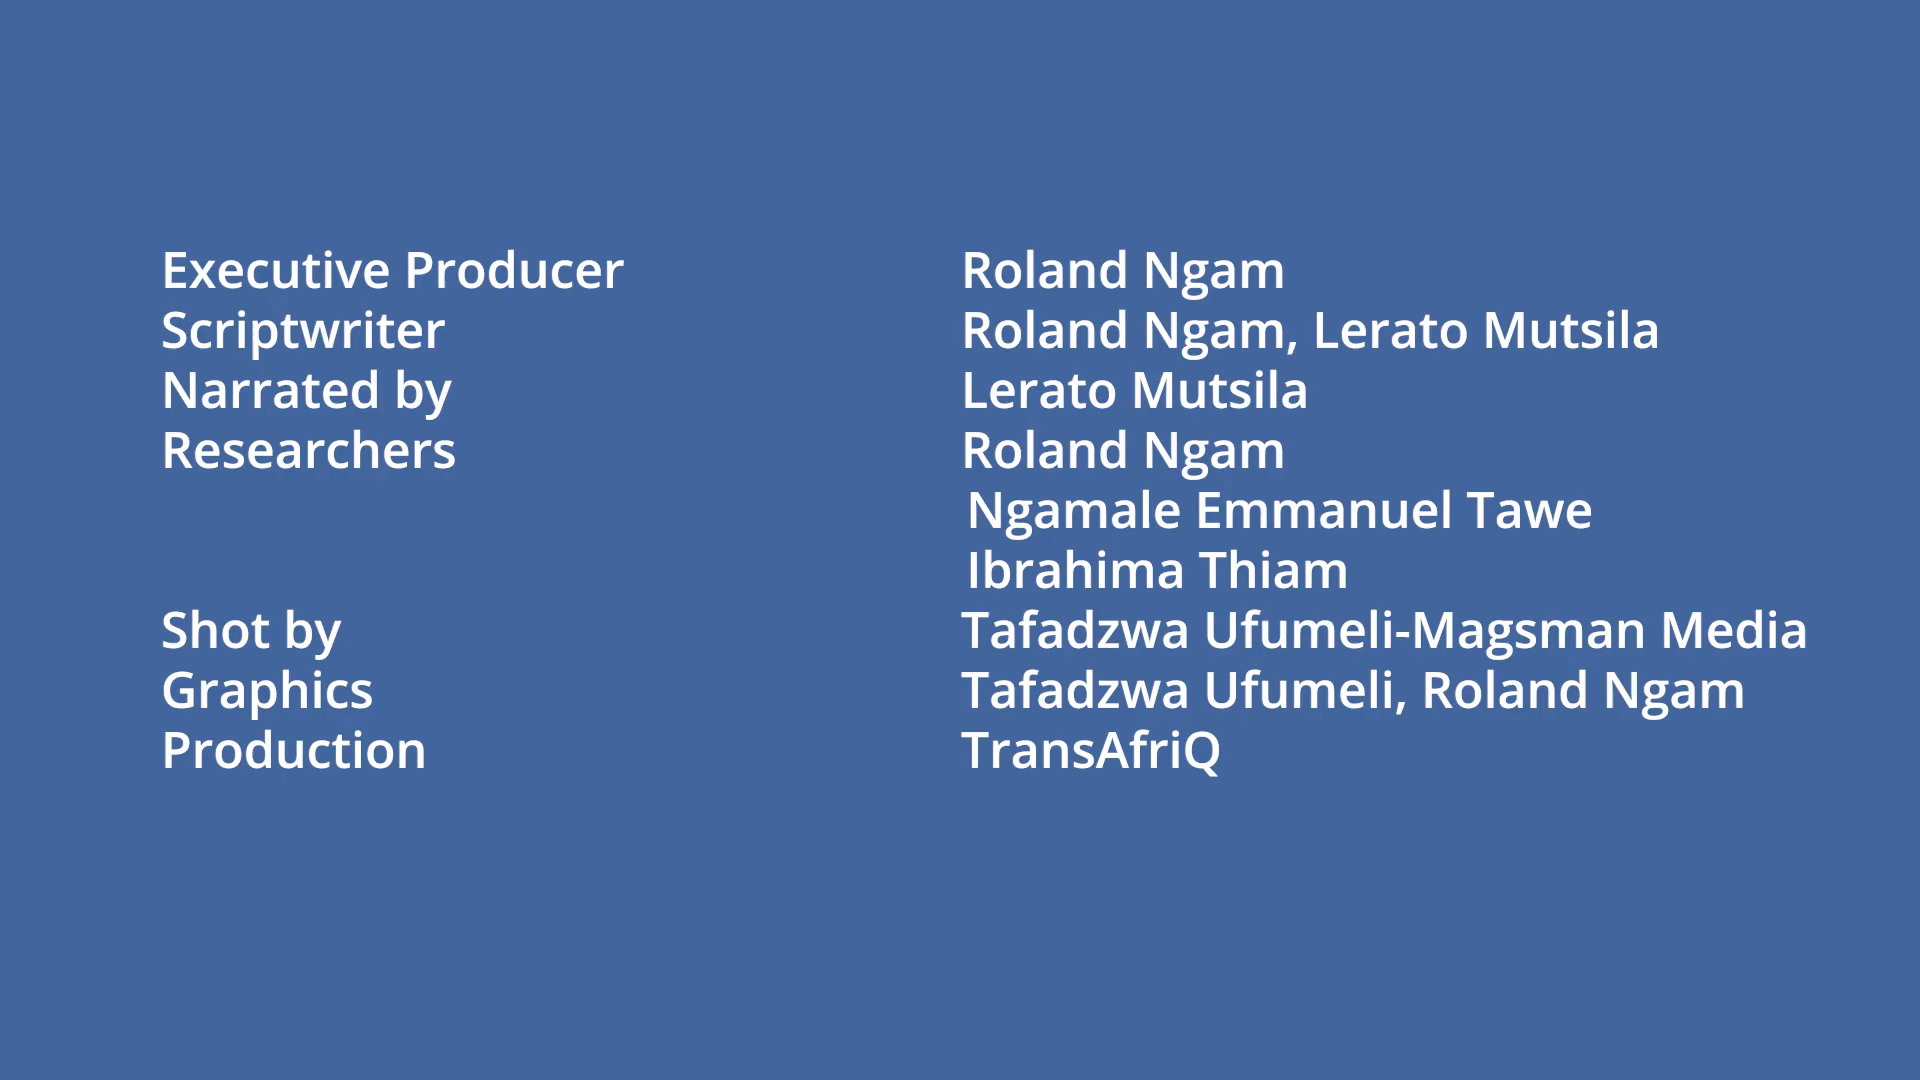 Executive Producer Roland Ngam
Scriptwriter Roland Ngam, Lerato Mutsila
Narrated by Lerato Mutsila
Researchers Roland Ngam
Ngamale Emmanuel Tawe
Ibrahima Thiam
Shot by Tafadzwa Ufumeli-Magsman Media
Graphics Tafadzwa Ufumeli, Roland Ngam
Production TransAfriQ